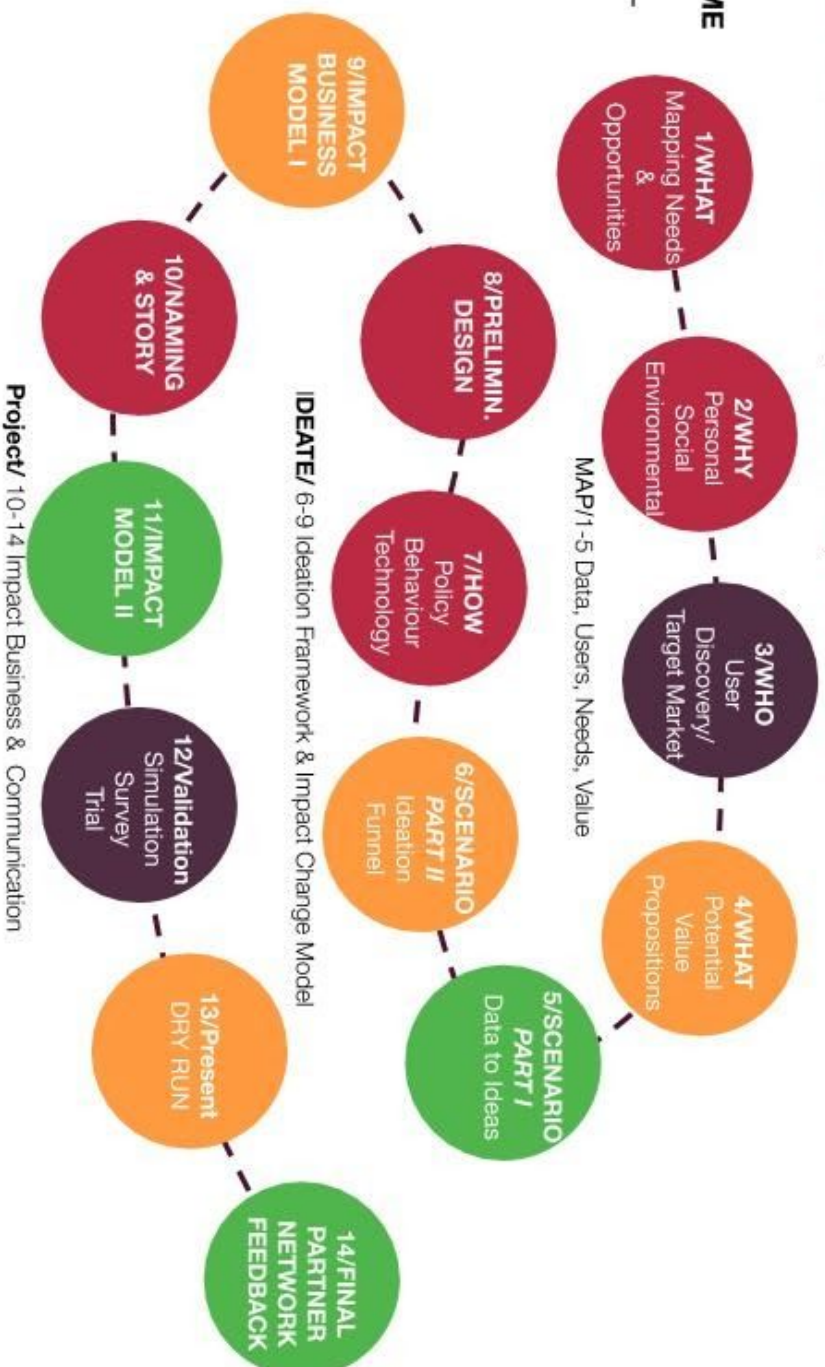 ME
1/WHAT
Mapping Needs
&
Opportunities
2/WHY
Personal
Social
Environmental
3/WHO
User
Discovery/
Target Market
4/WHAT
Potential
Value
Propositions
MAP/1-5 Data, Users, Needs, Value
5/SCENARIO
PART I
Data to Ideas
6/SCENARIO
PART II
Ideation
Funnel
7/HOW
Policy
Behaviour
Technology
8/PRELIMIN.
DESIGN
IDEATE/ 6-9 Ideation Framework & Impact Change Model
9/IMPACT
BUSINESS
MODEL I
10/NAMING
& STORY
11/IMPACT
MODEL II
12/Validation
Simulation
Survey
Trial
13/Present
DRY RUN
14/FINAL
PARTNER
NETWORK
FEEDBACK
Project/ 10-14 Impact Business & Communication